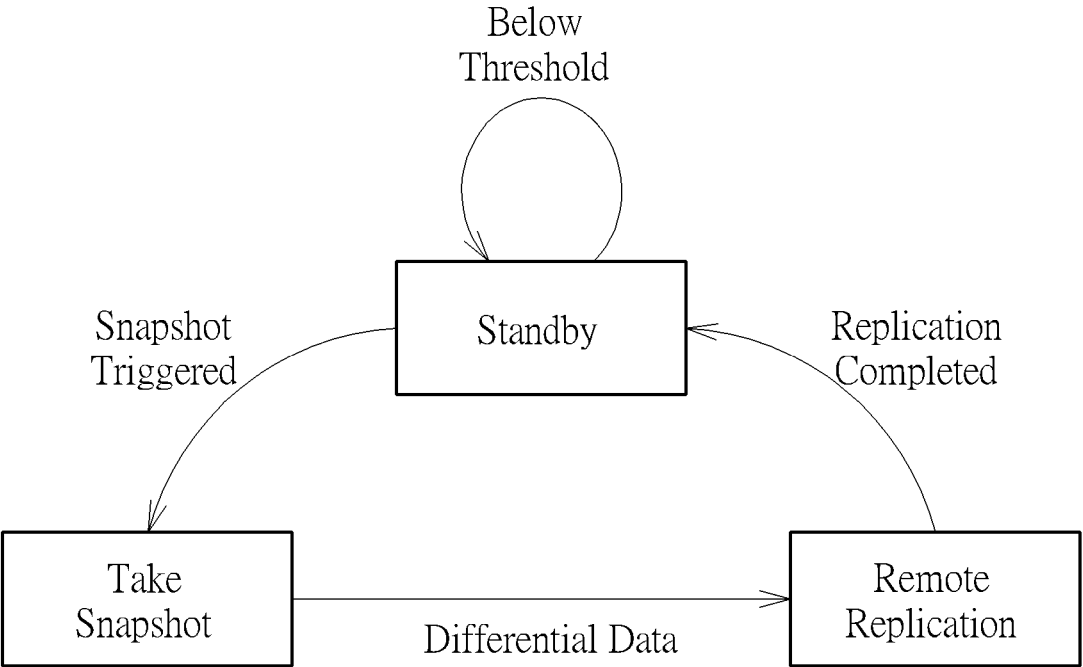 Below
Threshold
Standby
Snapshot
Triggered
Replication
Completed
Take
Snapshot
Differential Data
Remote
Replication